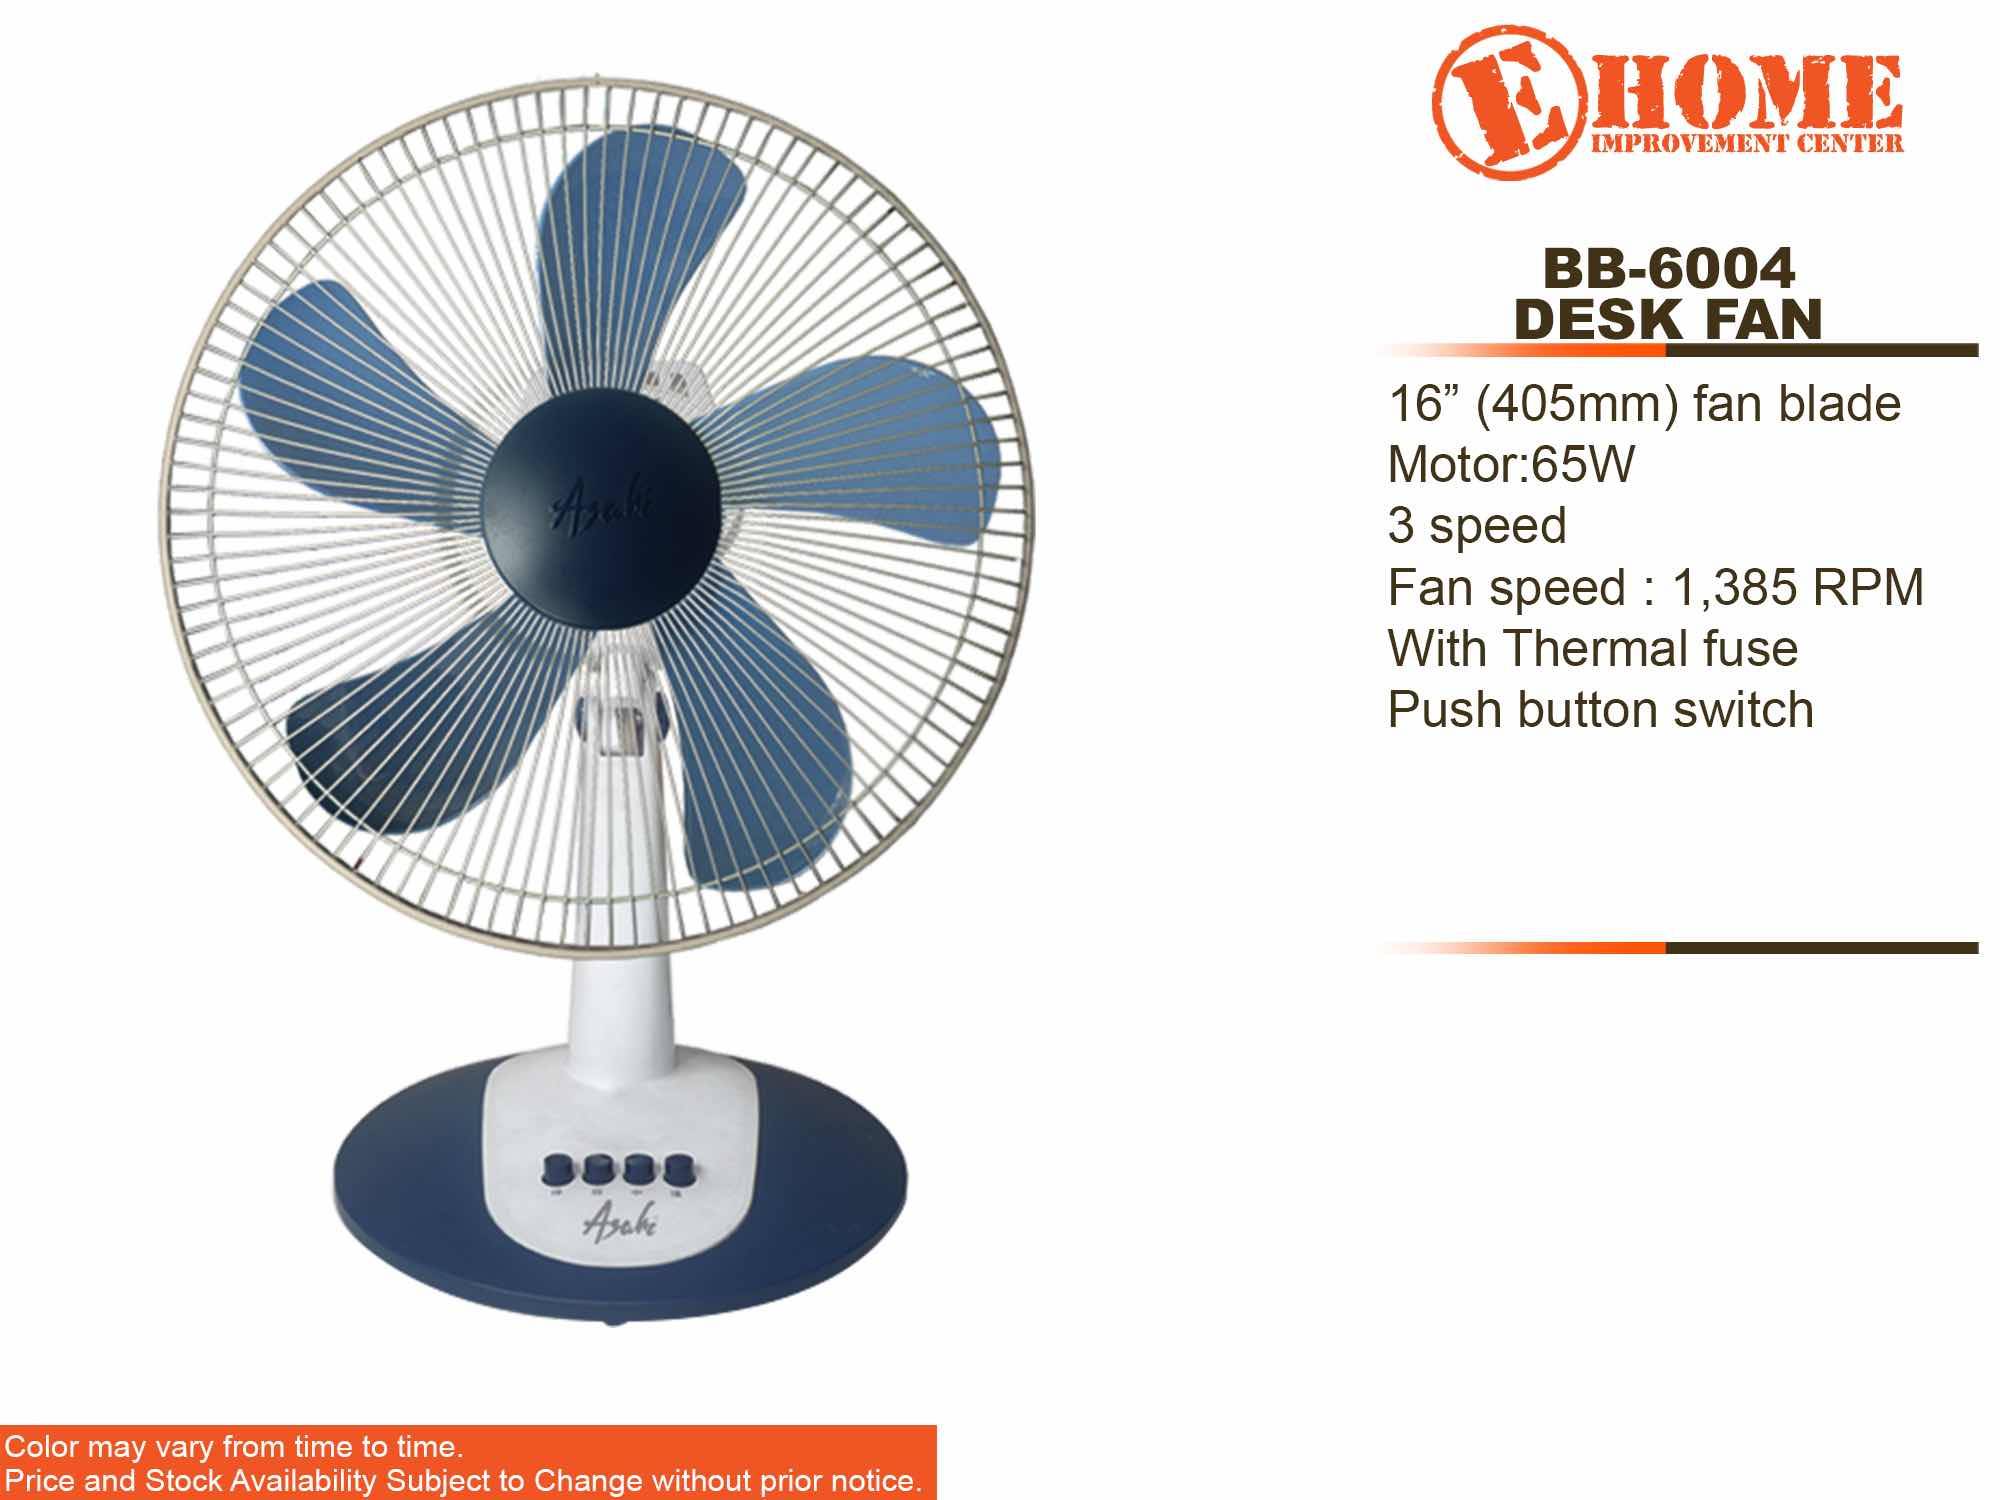 E HOME
IMPROVEMENT CENTER
BB-6004
DESK FAN
16” (405mm) fan blade
Motor:65W
3 speed
Fan speed : 1,385 RPM
With Thermal fuse
Push button switch
Asahi
Asahi
Color may vary from time to time.
Price and Stock Availability Subject to Change without prior notice.